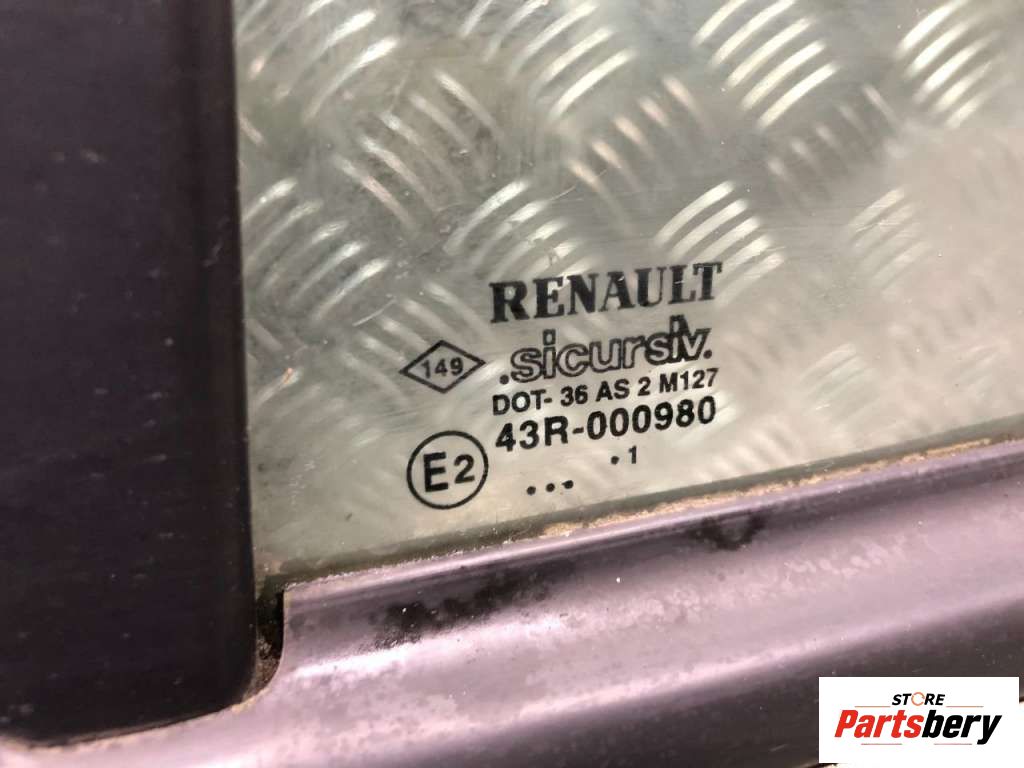 RENAULT
149
.sicursiv.
DOT- 36 AS 2 M127
43R-000980
E2
•1
•••
STORE
Partsbery